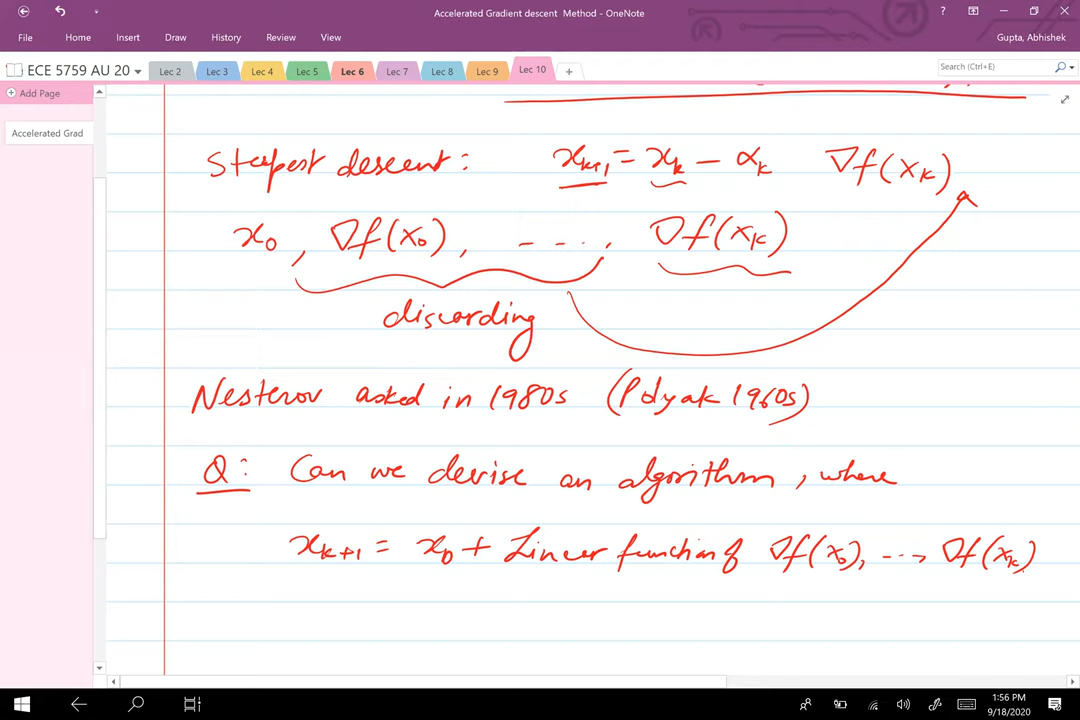 Accelerated Gradient descent Method - OneNote
?
File Home Insert Draw History Review View
Gupta, Abhishek
ECE 5759 AU 20
Lec 2 Lec 3 Lec 4 Lec 5 Lec 6 Lec 7 Lec 8 Lec 9 Lec 10 +
Search (Ctrl+E)
Add Page
Accelerated Grad
Steepest descent : x_{k+1} = x_k − α_k ∇f(x_k)
x_0 , ∇f(x_0) , - - . . , ∇f(x_k)
discarding
Nesterov asked in 1980s (Polyak 1960s)
Q : Can we devise an algorithm , where
x_{k+1} = x_0 + Linear function of ∇f(x_0), ---, ∇f(x_k)
1:56 PM
9/18/2020